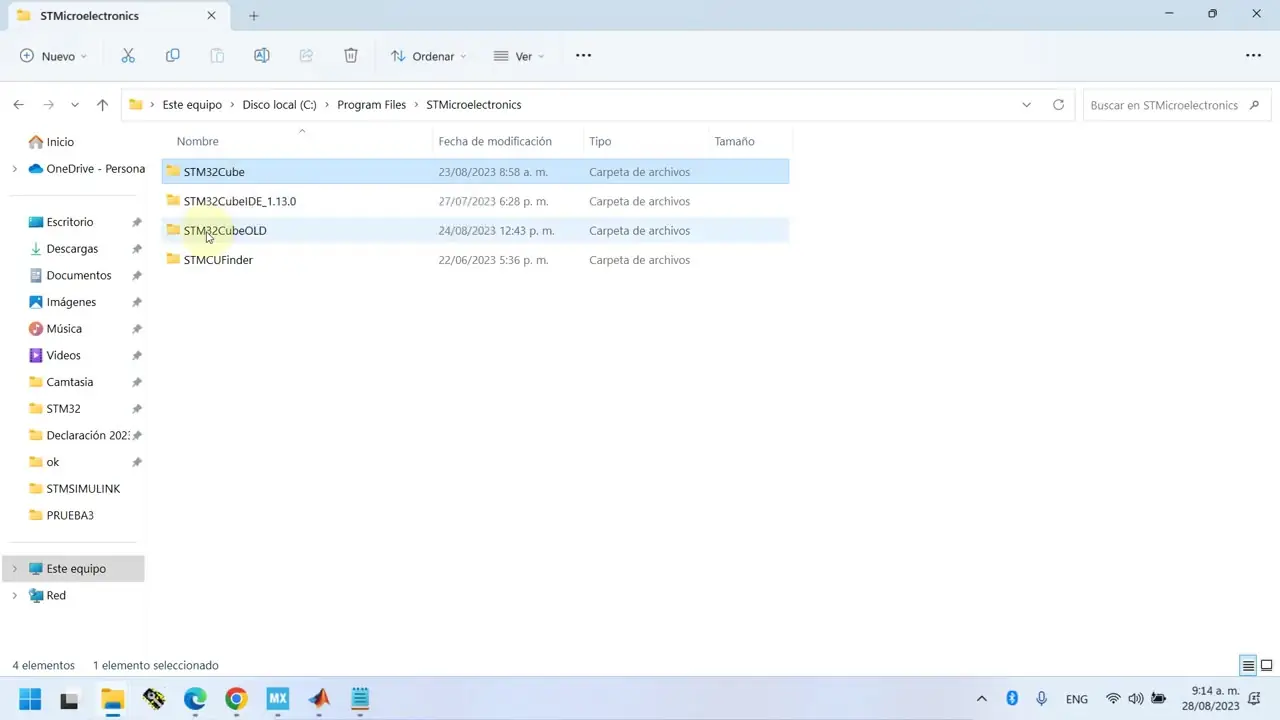 STMicroelectronics
Nuevo
Ordenar
Ver
Este equipo
Disco local (C:)
Program Files
STMicroelectronics
Buscar en STMicroelectronics
Nombre
Fecha de modificación
Tipo
Tamaño
STM32Cube
23/08/2023 8:58 a. m.
Carpeta de archivos
STM32CubeIDE_1.13.0
27/07/2023 6:28 p. m.
Carpeta de archivos
STM32CubeOLD
24/08/2023 12:43 p. m.
Carpeta de archivos
STMCUFinder
22/06/2023 5:36 p. m.
Carpeta de archivos
Inicio
OneDrive - Persona
Escritorio
Descargas
Documentos
Imágenes
Música
Videos
Camtasia
STM32
Declaración 202
ok
STMSIMULINK
PRUEBA3
Este equipo
Red
4 elementos
1 elemento seleccionado
MX
ENG
9:14 a. m.
28/08/2023